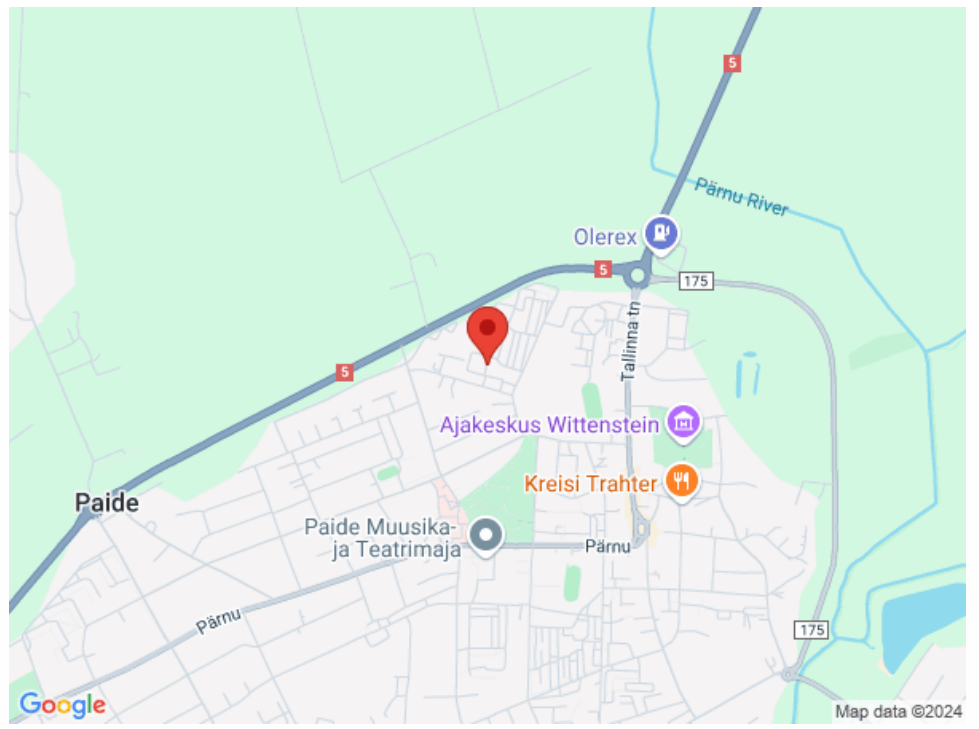 5
Pärnu River
Olerex
5
175
Tallinna tn
5
Ajakeskus Wittenstein
Kreisi Trahter
Paide
Paide Muusika-
ja Teatrimaja
Pärnu
Pärnu
175
Google
Map data ©2024